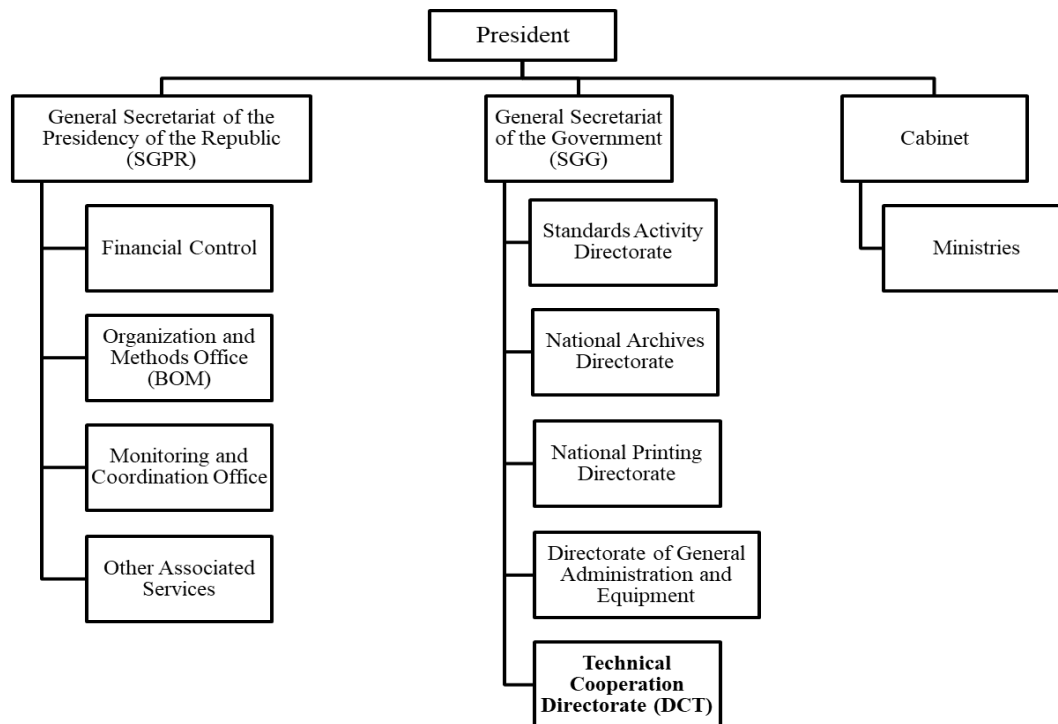 President
General Secretariat of the
Presidency of the Republic
(SGPR)
Financial Control
Organization and
Methods Office
(BOM)
Monitoring and
Coordination Office
Other Associated
Services
General Secretariat
of the Government
(SGG)
Standards Activity
Directorate
National Archives
Directorate
National Printing
Directorate
Directorate of General
Administration and
Equipment
Technical
Cooperation
Directorate (DCT)
Cabinet
Ministries